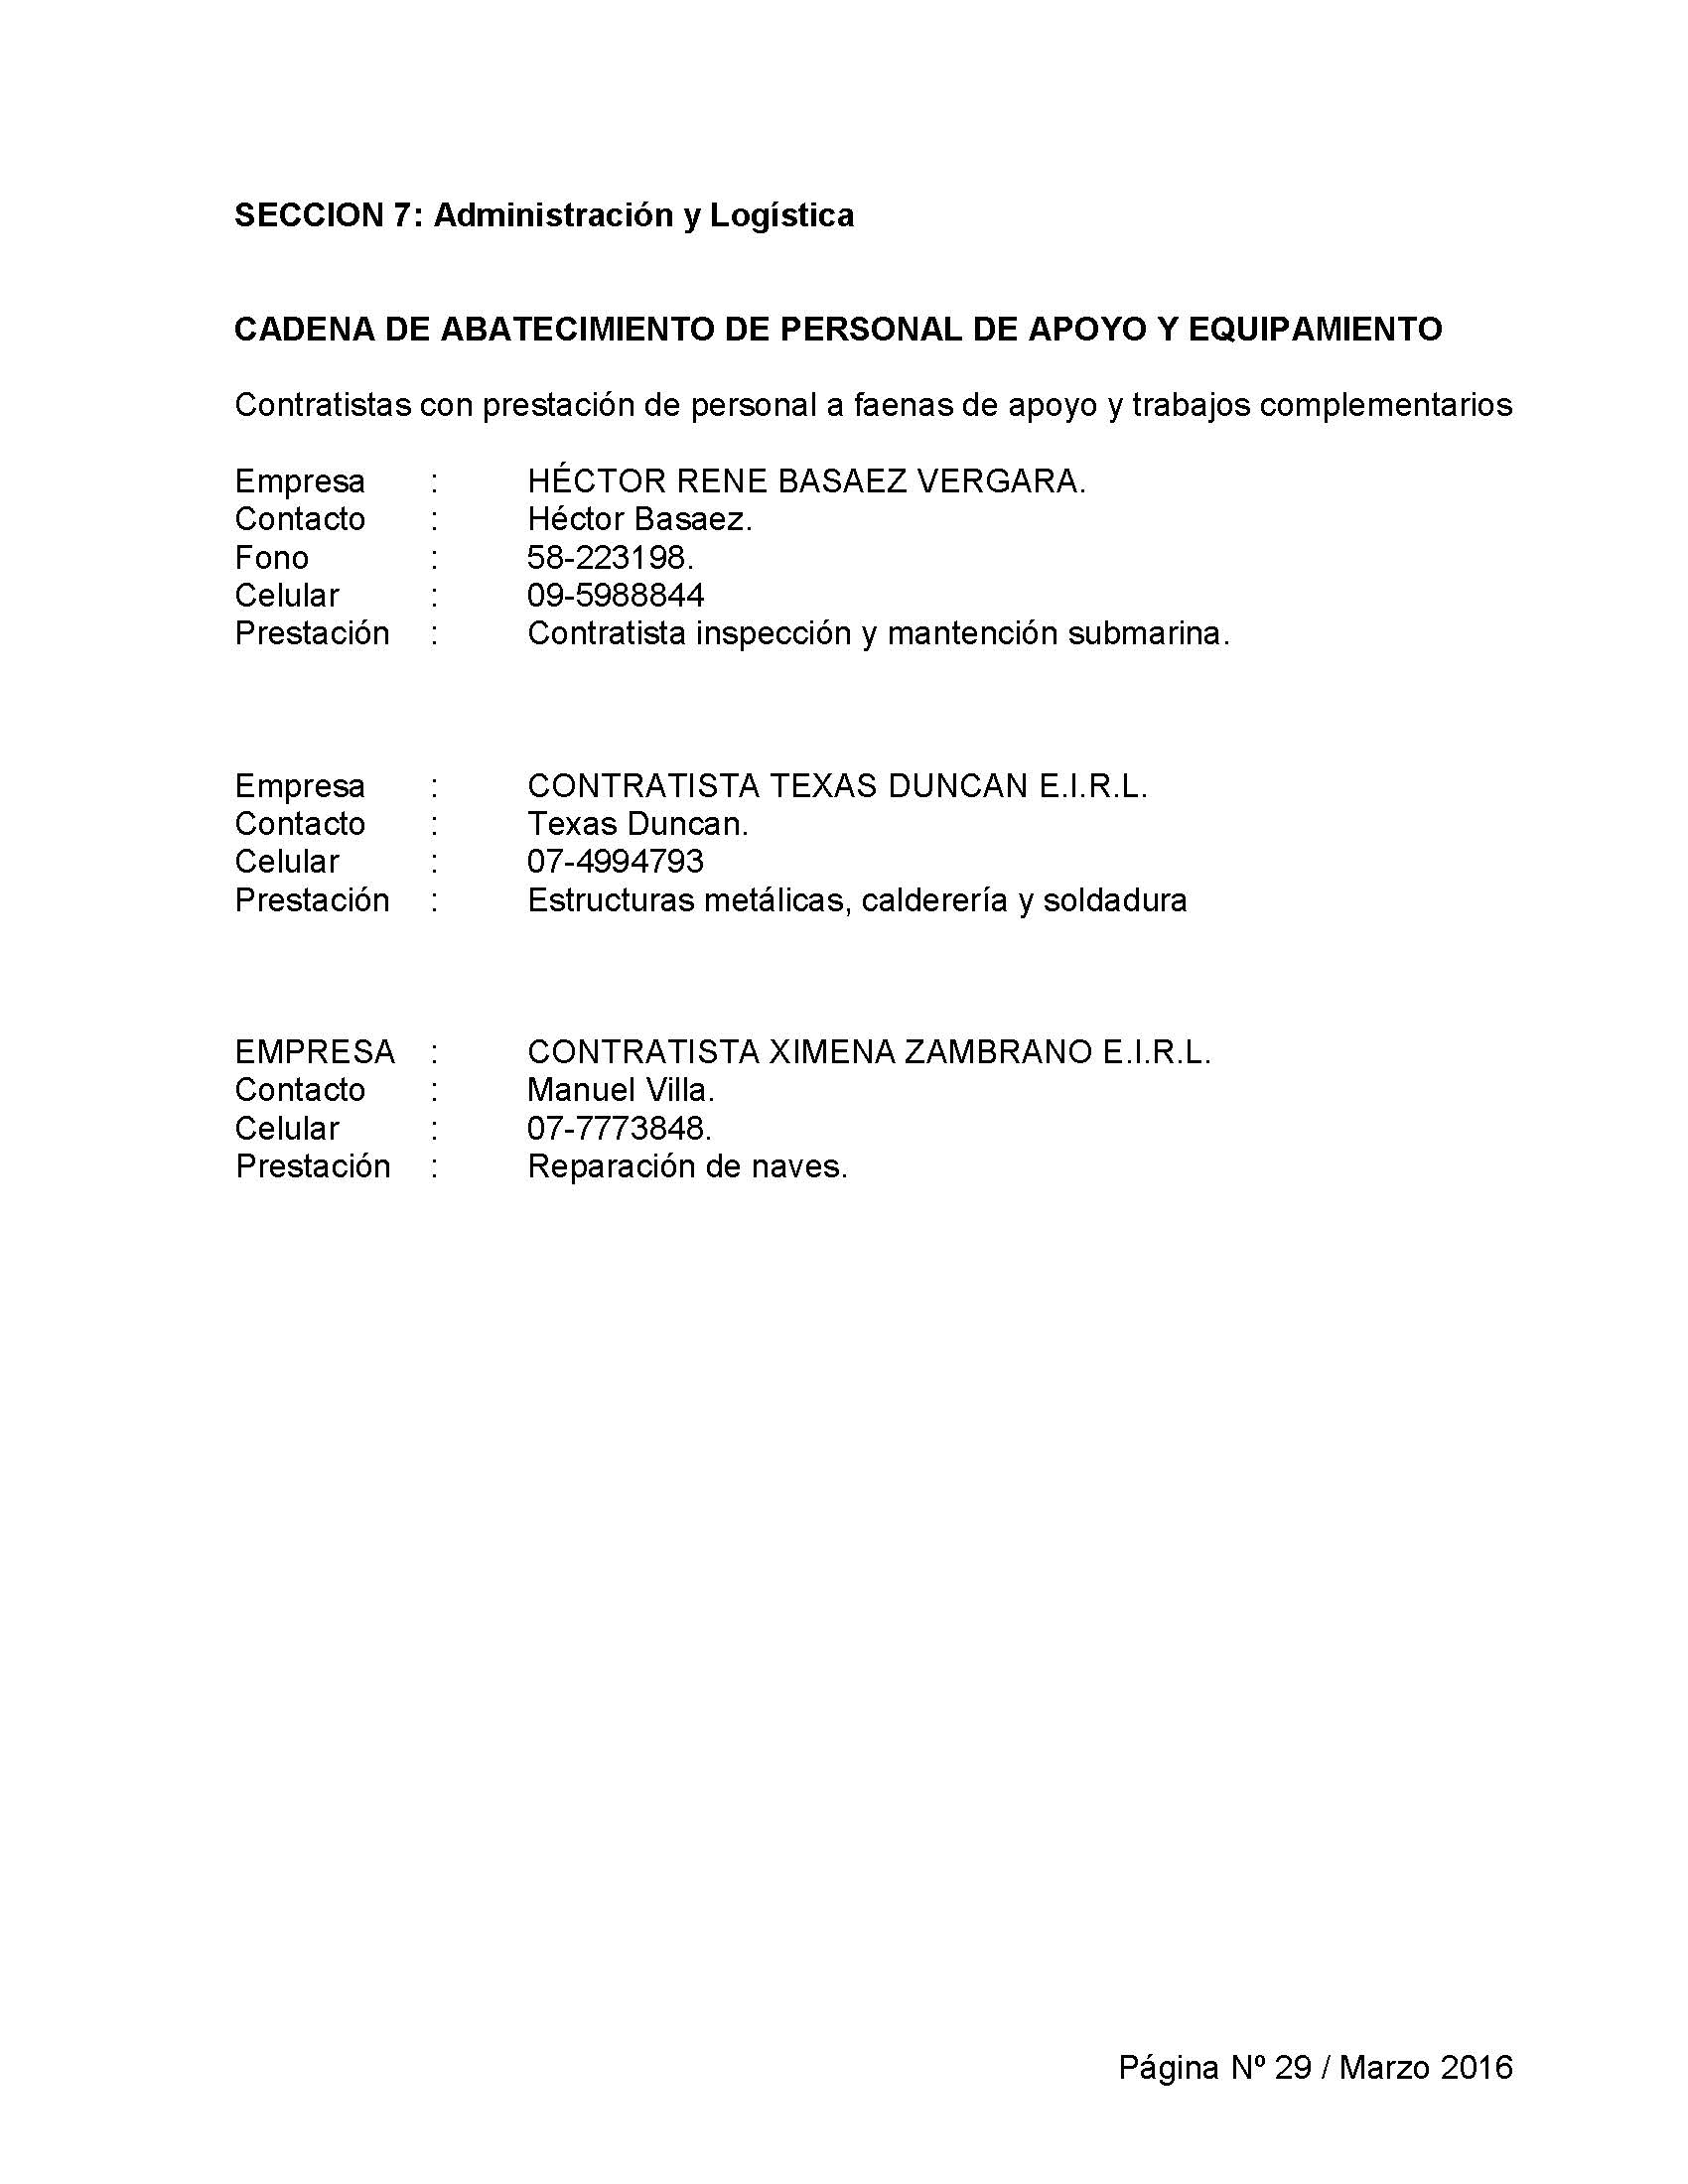 SECCION 7: Administración y Logística
CADENA DE ABATECIMIENTO DE PERSONAL DE APOYO Y EQUIPAMIENTO
Contratistas con prestación de personal a faenas de apoyo y trabajos complementarios
Empresa : HÉCTOR RENE BASAEZ VERGARA.
Contacto : Héctor Basaez.
Fono : 58-223198.
Celular : 09-5988844
Prestación : Contratista inspección y mantención submarina.
Empresa : CONTRATISTA TEXAS DUNCAN E.I.R.L.
Contacto : Texas Duncan.
Celular : 07-4994793
Prestación : Estructuras metálicas, calderería y soldadura
EMPRESA : CONTRATISTA XIMENA ZAMBRANO E.I.R.L.
Contacto : Manuel Villa.
Celular : 07-7773848.
Prestación : Reparación de naves.
Página Nº 29 / Marzo 2016